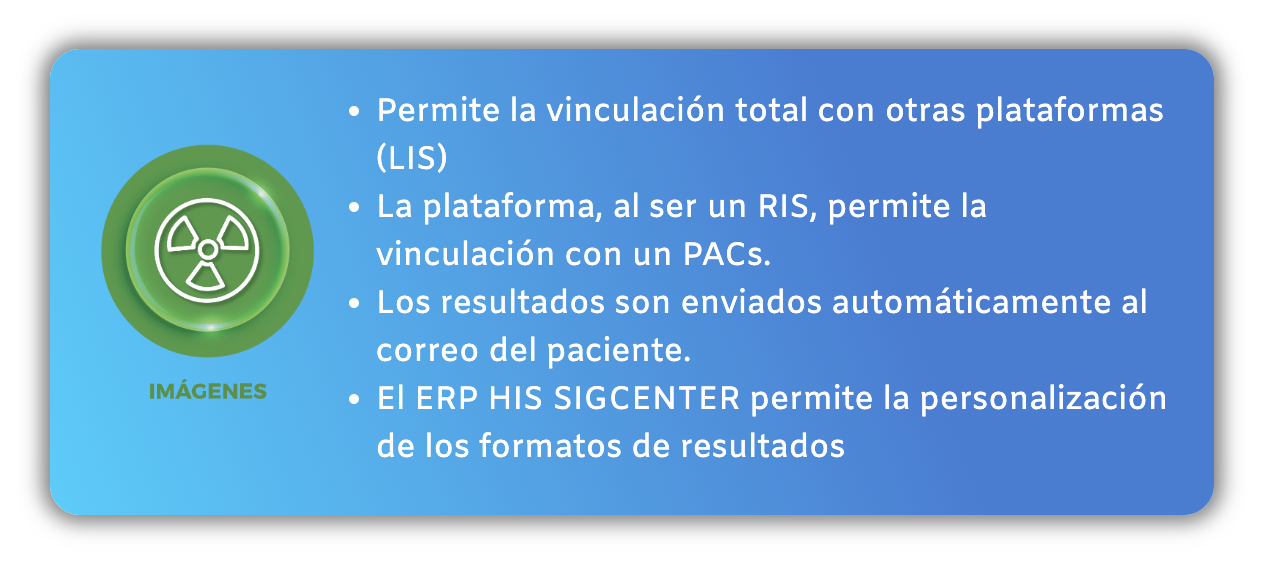 IMÁGENES
• Permite la vinculación total con otras plataformas
(LIS)
• La plataforma, al ser un RIS, permite la
vinculación con un PACs.
• Los resultados son enviados automáticamente al
correo del paciente.
• El ERP HIS SIGCENTER permite la personalización
de los formatos de resultados